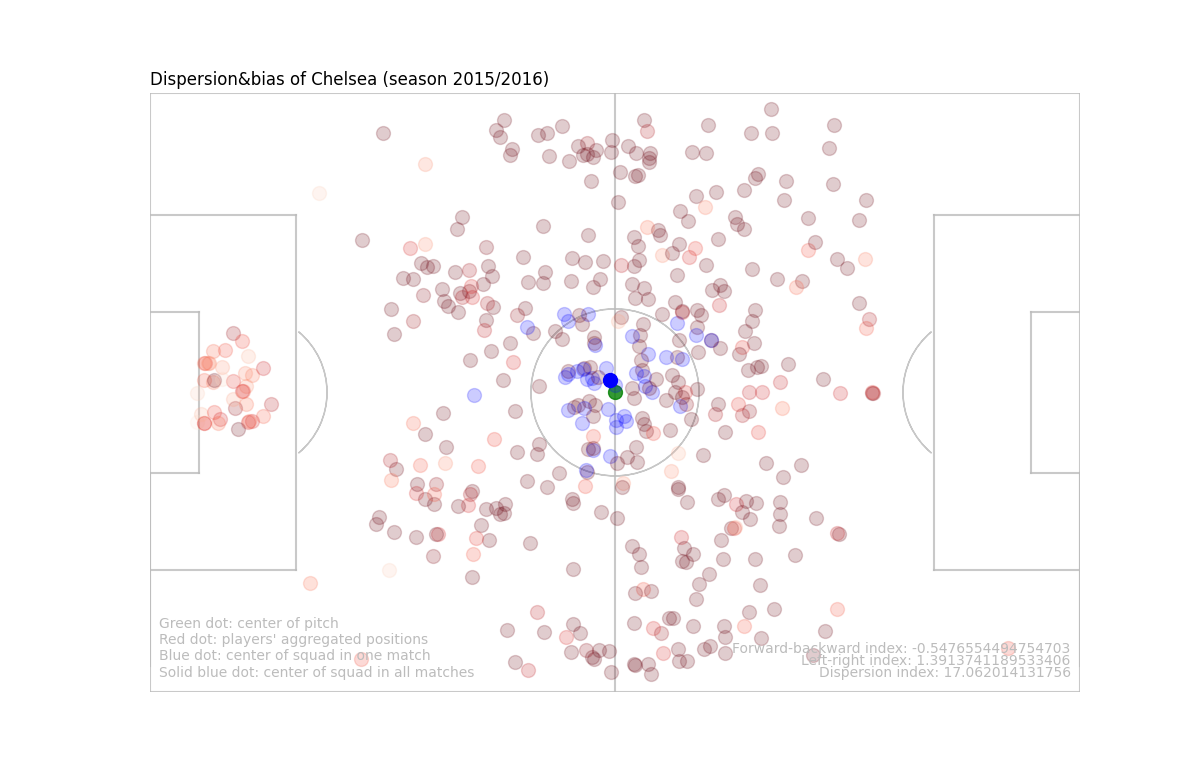 Dispersion&bias of Chelsea (season 2015/2016)
Green dot: center of pitch
Red dot: players' aggregated positions
Blue dot: center of squad in one match
Solid blue dot: center of squad in all matches
Forward-backward index: -0.5476554494754703
Left-right index: 1.3913741189533406
Dispersion index: 17.062014131756